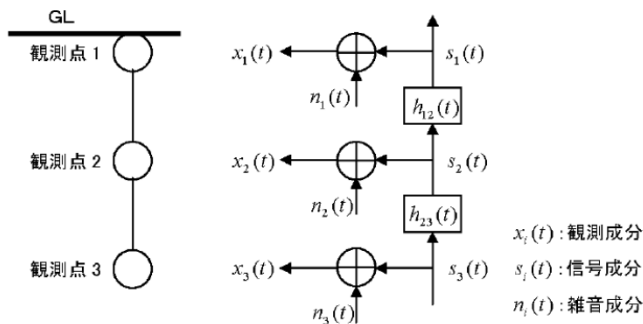 GL
観測点 1
x₁(t)
s₁(t)
n₁(t)
h₁₂(t)
観測点 2
x₂(t)
s₂(t)
n₂(t)
h₂₃(t)
観測点 3
x₃(t)
s₃(t)
n₃(t)
xᵢ(t) : 観測成分
sᵢ(t) : 信号成分
nᵢ(t) : 雑音成分